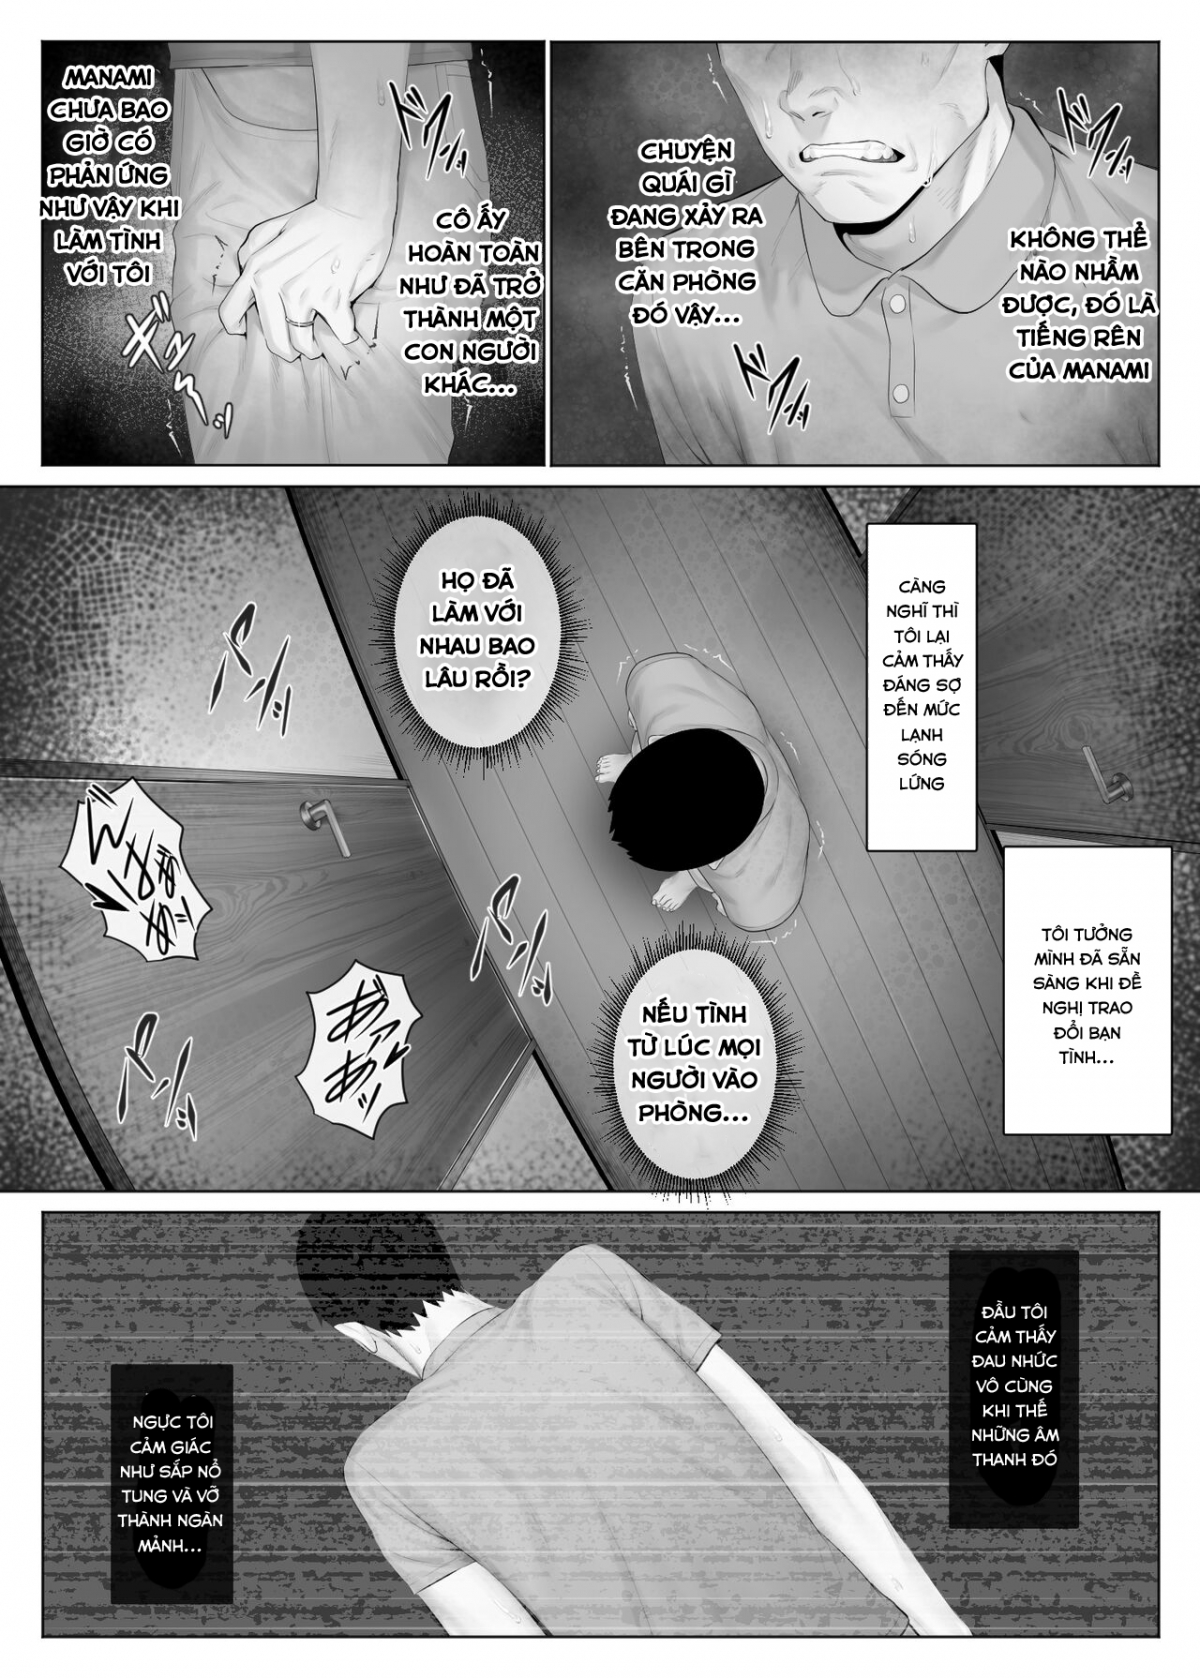 KHÔNG THỂ
NÀO NHẦM
ĐƯỢC, ĐÓ LÀ
TIẾNG RÊN
CỦA MANAMI
CHUYỆN
QUÁI GÌ
ĐANG XẢY RA
BÊN TRONG
CĂN PHÒNG
ĐÓ VẬY...
CÔ ẤY
HOÀN TOÀN
NHƯ ĐÃ TRỞ
THÀNH MỘT
CON NGƯỜI
KHÁC...
MANAMI
CHƯA BAO
GIỜ CÓ
PHẢN ỨNG
NHƯ VẬY KHI
LÀM TÌNH
VỚI TÔI
CÀNG
NGHĨ THÌ
TÔI LẠI
CẢM THẤY
ĐÁNG SỢ
ĐẾN MỨC
LẠNH
SÓNG
LƯNG
HỌ ĐÃ
LÀM VỚI
NHAU BAO
LÂU RỒI?
TÔI TƯỞNG
MÌNH ĐÃ SẴN
SÀNG KHI ĐỀ
NGHỊ TRAO
ĐỔI BẠN
TÌNH...
NẾU TÌNH
TỪ LÚC MỌI
NGƯỜI VÀO
PHÒNG...
ĐẦU TÔI
CẢM THẤY
ĐAU NHỨC
VÔ CÙNG
KHI THẾ
NHỮNG ÂM
THANH ĐÓ
NGỰC TÔI
CẢM GIÁC
NHƯ SẮP NỔ
TUNG VÀ VỠ
THÀNH NGÀN
MẢNH...